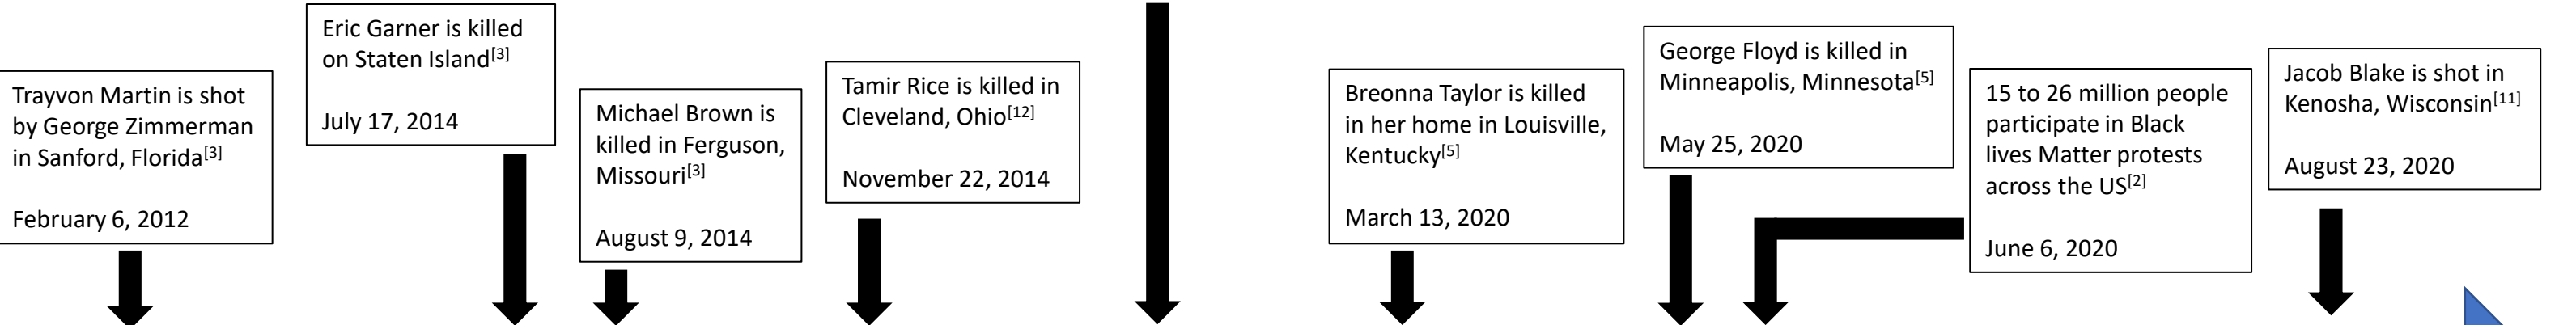 Trayvon Martin is shot
by George Zimmerman
in Sanford, Florida[3]
February 6, 2012
Eric Garner is killed
on Staten Island[3]
July 17, 2014
Michael Brown is
killed in Ferguson,
Missouri[3]
August 9, 2014
Tamir Rice is killed in
Cleveland, Ohio[12]
November 22, 2014
Breonna Taylor is killed
in her home in Louisville,
Kentucky[5]
March 13, 2020
George Floyd is killed in
Minneapolis, Minnesota[5]
May 25, 2020
15 to 26 million people
participate in Black
lives Matter protests
across the US[2]
June 6, 2020
Jacob Blake is shot in
Kenosha, Wisconsin[11]
August 23, 2020